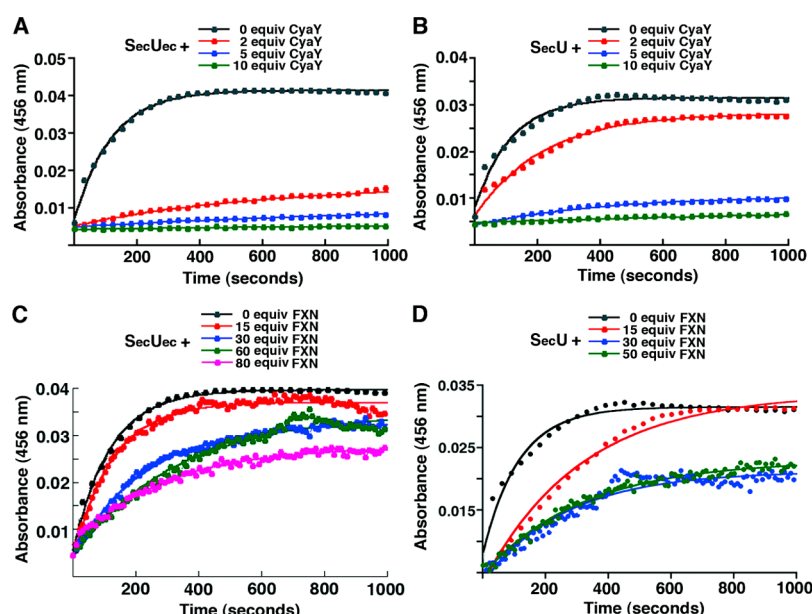 A
SecUec +
0 equiv CyaY
2 equiv CyaY
5 equiv CyaY
10 equiv CyaY
Absorbance (456 nm)
0.05
0.04
0.03
0.02
0.01
200 400 600 800 1000
Time (seconds)
B
SecU +
0 equiv CyaY
2 equiv CyaY
5 equiv CyaY
10 equiv CyaY
Absorbance (456 nm)
0.04
0.03
0.02
0.01
200 400 600 800 1000
Time (seconds)
C
SecUec +
0 equiv FXN
15 equiv FXN
30 equiv FXN
60 equiv FXN
80 equiv FXN
Absorbance (456 nm)
0.04
0.03
0.02
0.01
200 400 600 800 1000
Time (seconds)
D
SecU +
0 equiv FXN
15 equiv FXN
30 equiv FXN
50 equiv FXN
Absorbance (456 nm)
0.035
0.025
0.015
200 400 600 800 1000
Time (seconds)